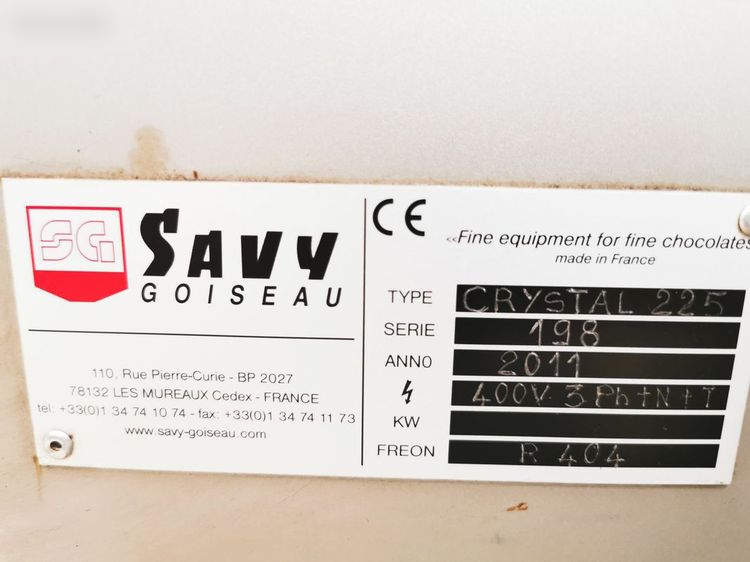 SG
SAVY
GOISEAU
110, Rue Pierre-Curie - BP 2027
78132 LES MUREAUX Cedex - FRANCE
tel: +33(0)1 34 74 10 74 - fax: +33(0)1 34 74 11 73
www.savy-goiseau.com
CE
«Fine equipment for fine chocolates
made in France
TYPE CRYSTAL 225
SERIE 198
ANNO 2011
400V 3 Ph + N + T
KW
FREON R 404